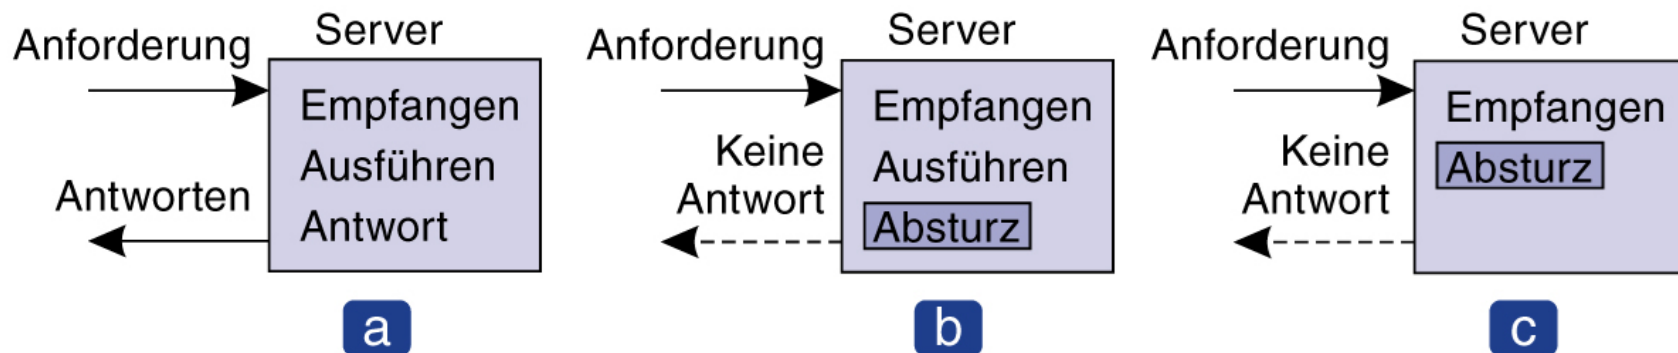 Server
Anforderung
Empfangen
Ausführen
Antworten
Antwort
a
Server
Anforderung
Empfangen
Keine
Antwort
Ausführen
Absturz
b
Server
Anforderung
Empfangen
Keine
Antwort
Absturz
c